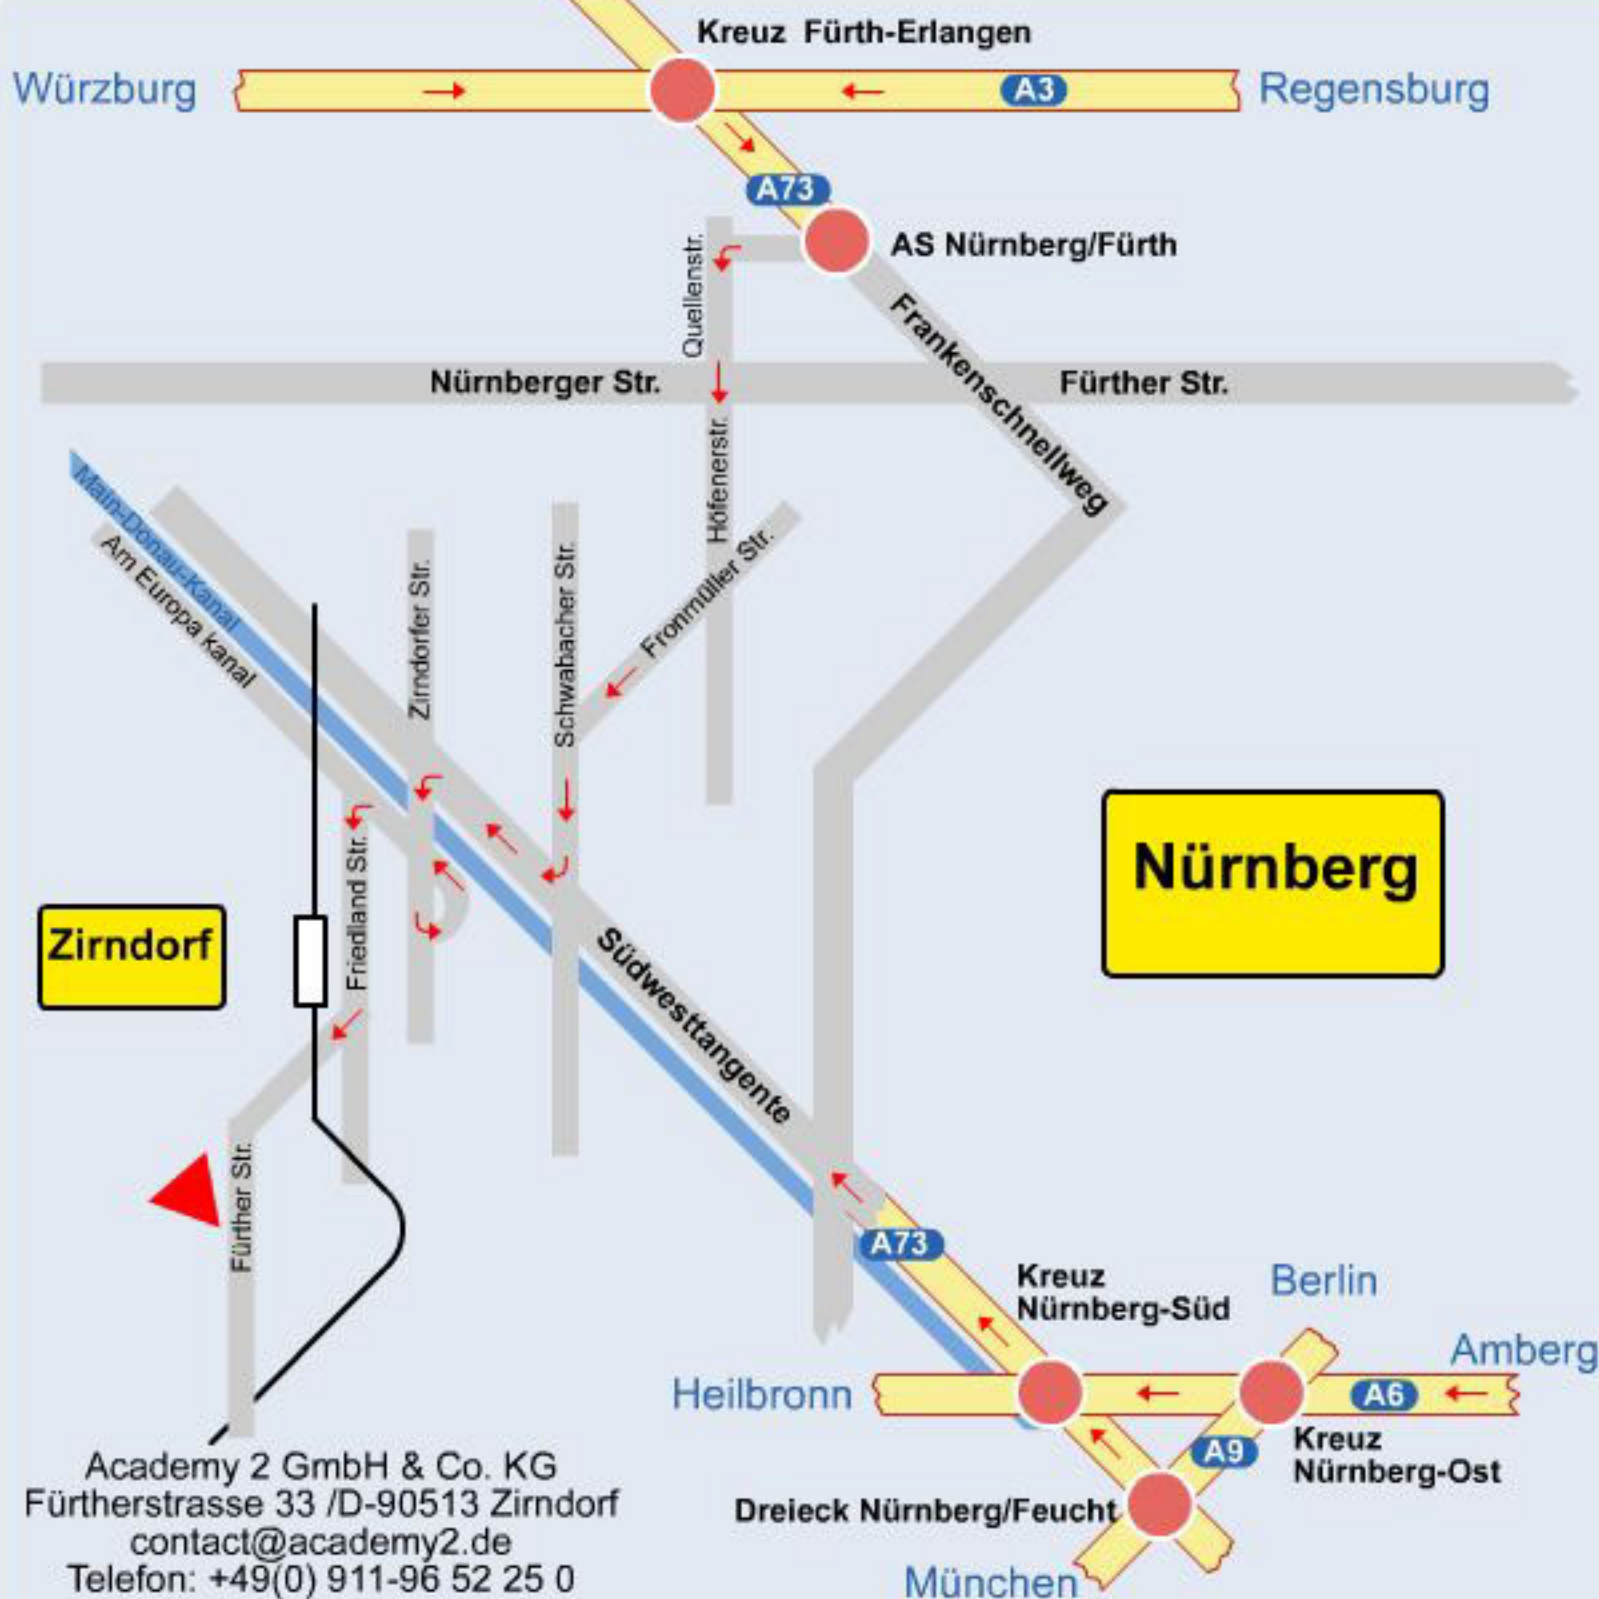 Kreuz Fürth-Erlangen
Würzburg
A3
Regensburg
A73
AS Nürnberg/Fürth
Quellenstr.
Frankenschnellweg
Nürnberger Str.
Fürther Str.
Höfenerstr.
Main-Donau-Kanal
Am Europa kanal
Zirndorfer Str.
Schwabacher Str.
Fronmüller Str.
Friedland Str.
Nürnberg
Zirndorf
Südwesttangente
Fürther Str.
A73
Kreuz
Nürnberg-Süd
Berlin
Amberg
Heilbronn
A6
A9
Kreuz
Nürnberg-Ost
Dreieck Nürnberg/Feucht
München
Academy 2 GmbH & Co. KG
Fürtherstrasse 33 /D-90513 Zirndorf
contact@academy2.de
Telefon: +49(0) 911-96 52 25 0